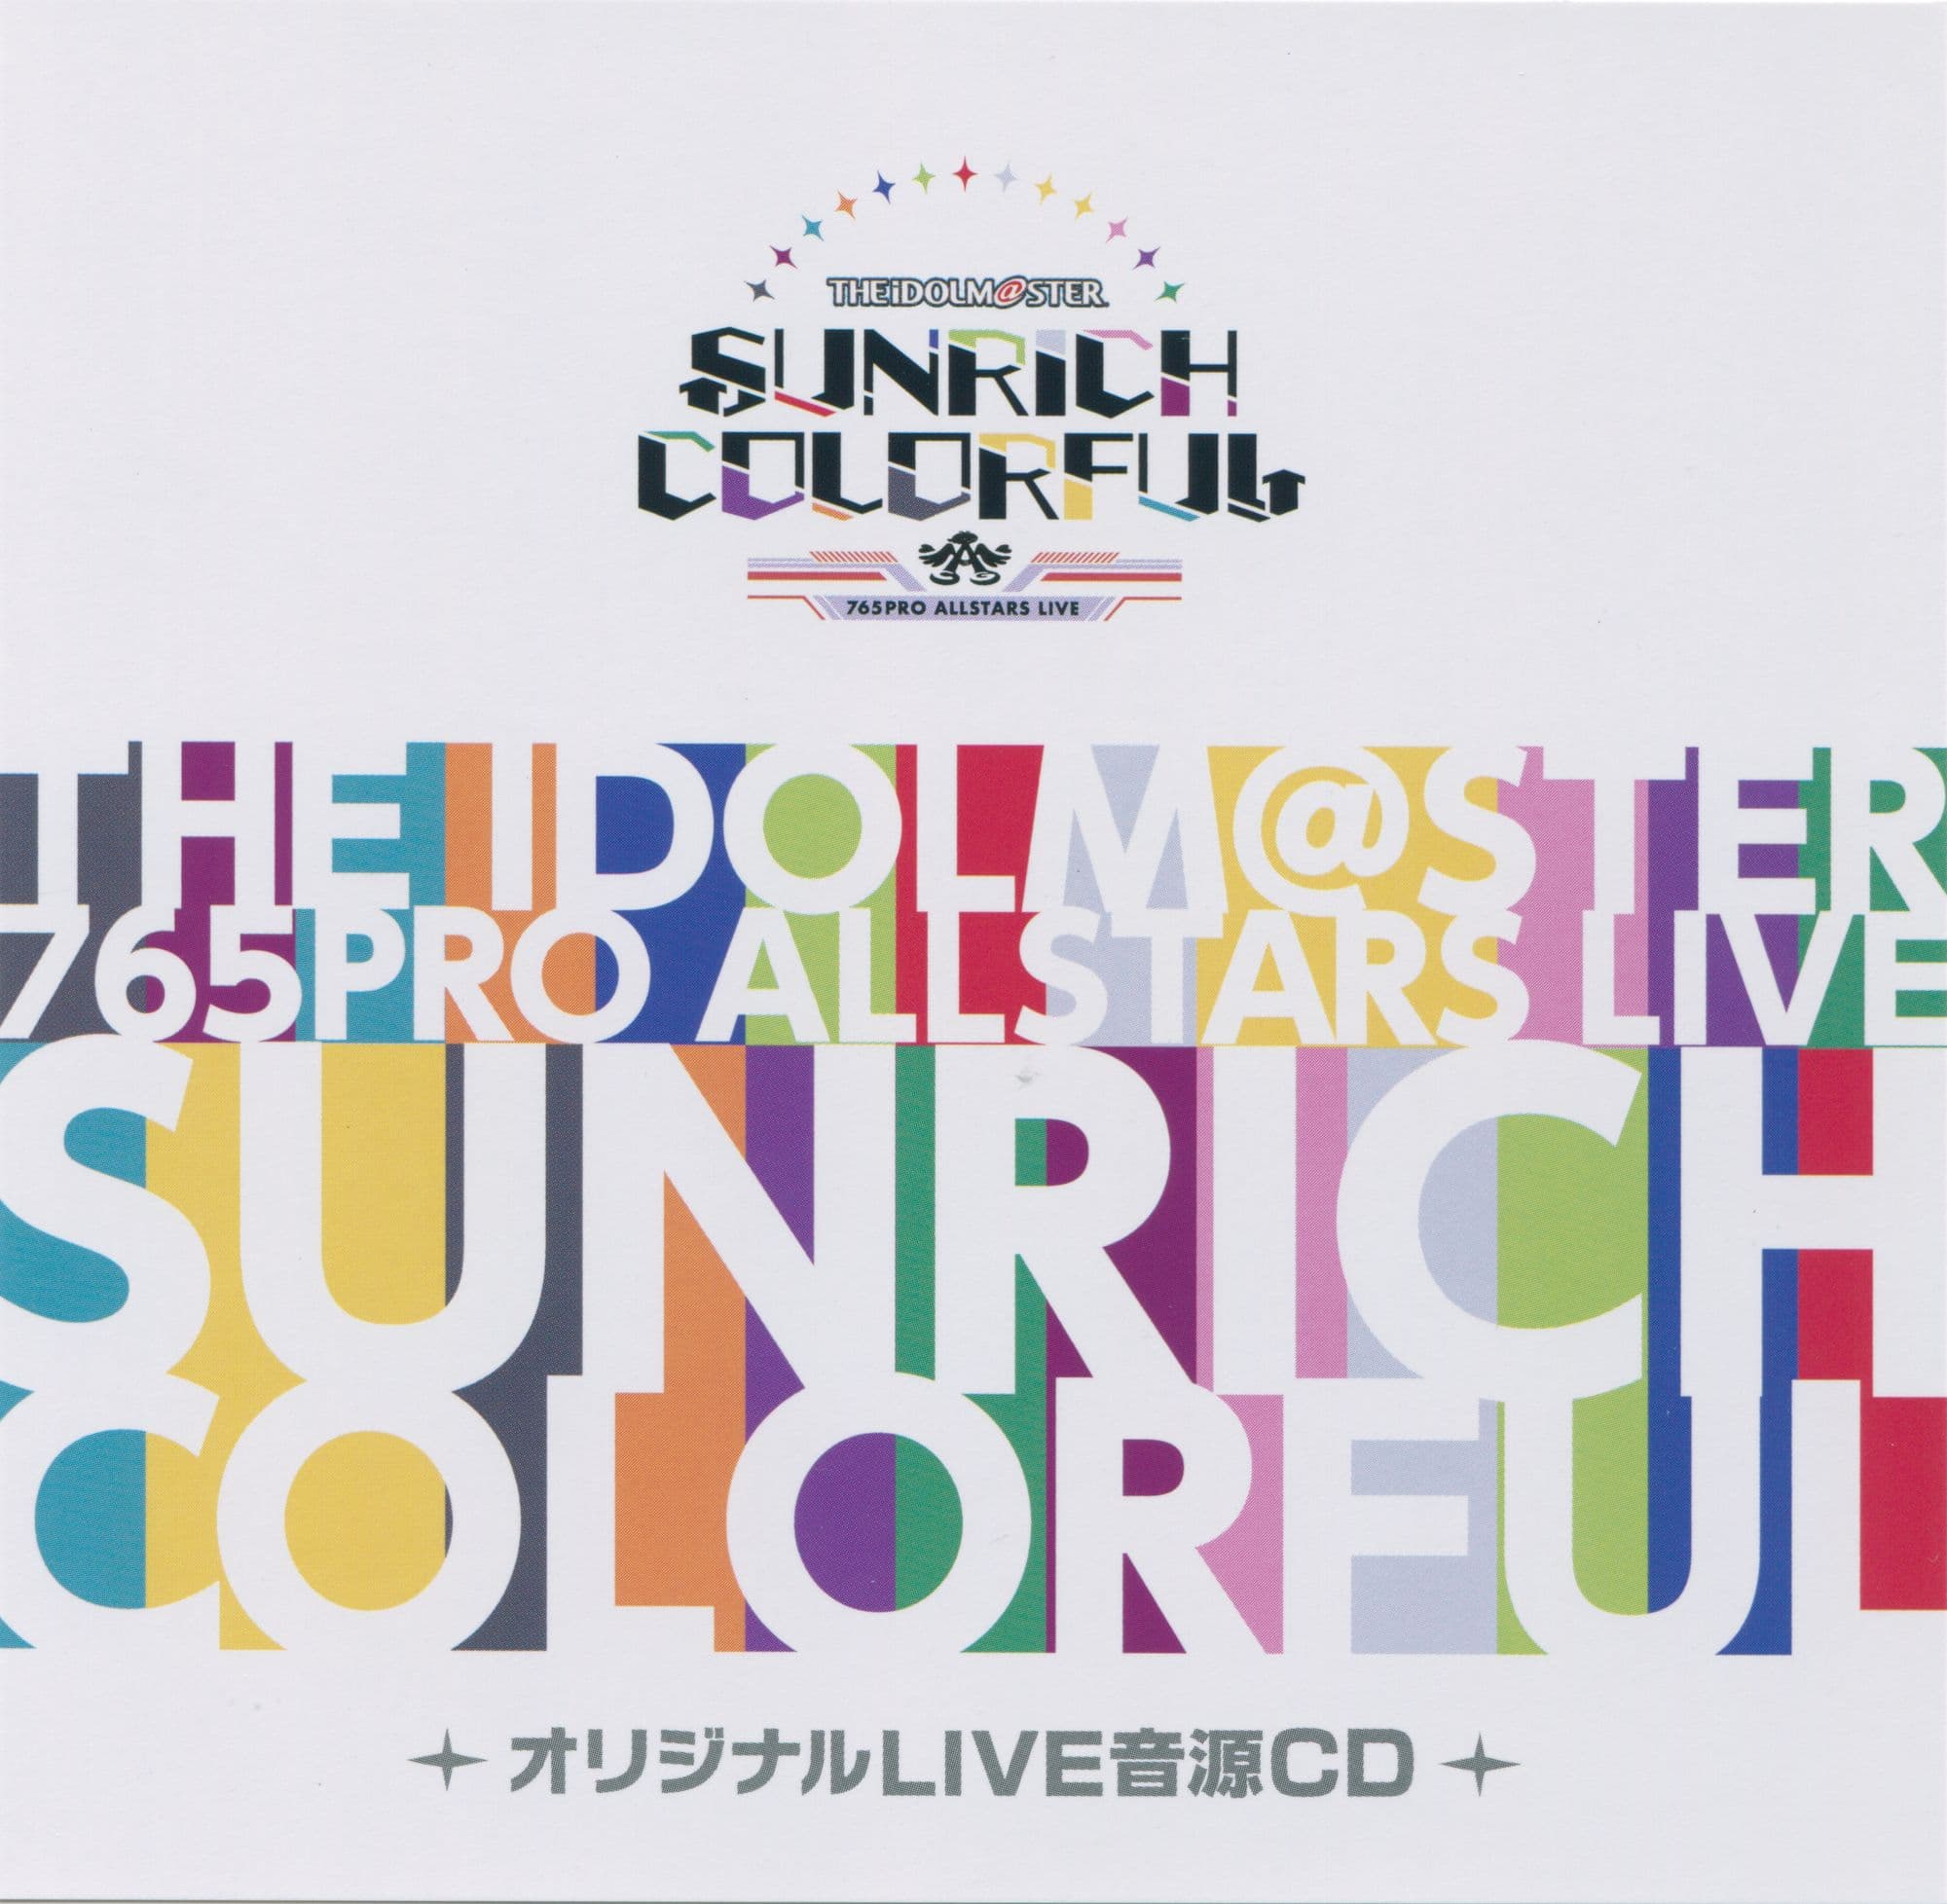 THE iDOLM@STER
SUNRICH
COLORFUL
765PRO ALLSTARS LIVE
THE IDOLM@STER
765PRO ALLSTARS LIVE
SUNRICH
COLORFUL
オリジナルLIVE音源CD